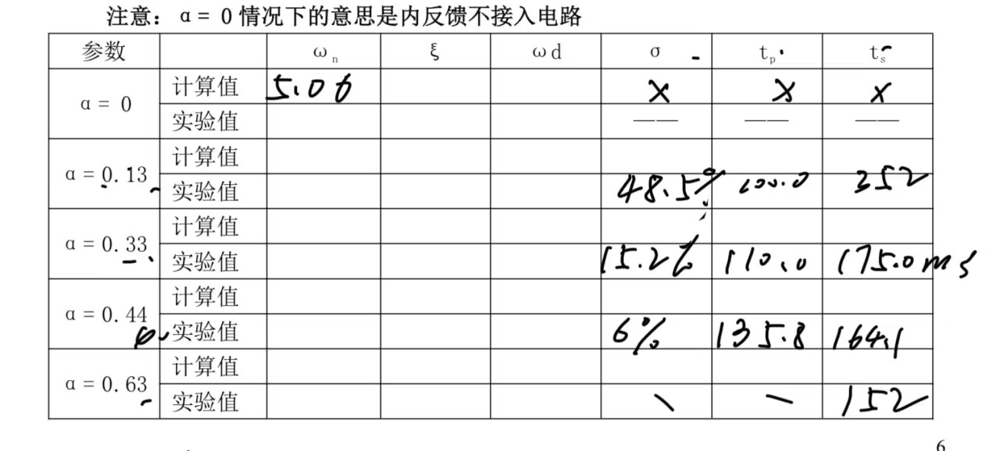 注意：α= 0 情况下的意思是内反馈不接入电路
参数 ωn ξ ωd σ tp ts
α= 0 计算值 5.06 × × ×
实验值 —— —— ——
α= 0.13 计算值
实验值 48.5% 100.0 352
α= 0.33 计算值
实验值 15.2% 110.0 175.0ms
α= 0.44 计算值
实验值 6% 135.8 164.1
α= 0.63 计算值
实验值 \ — 152
6